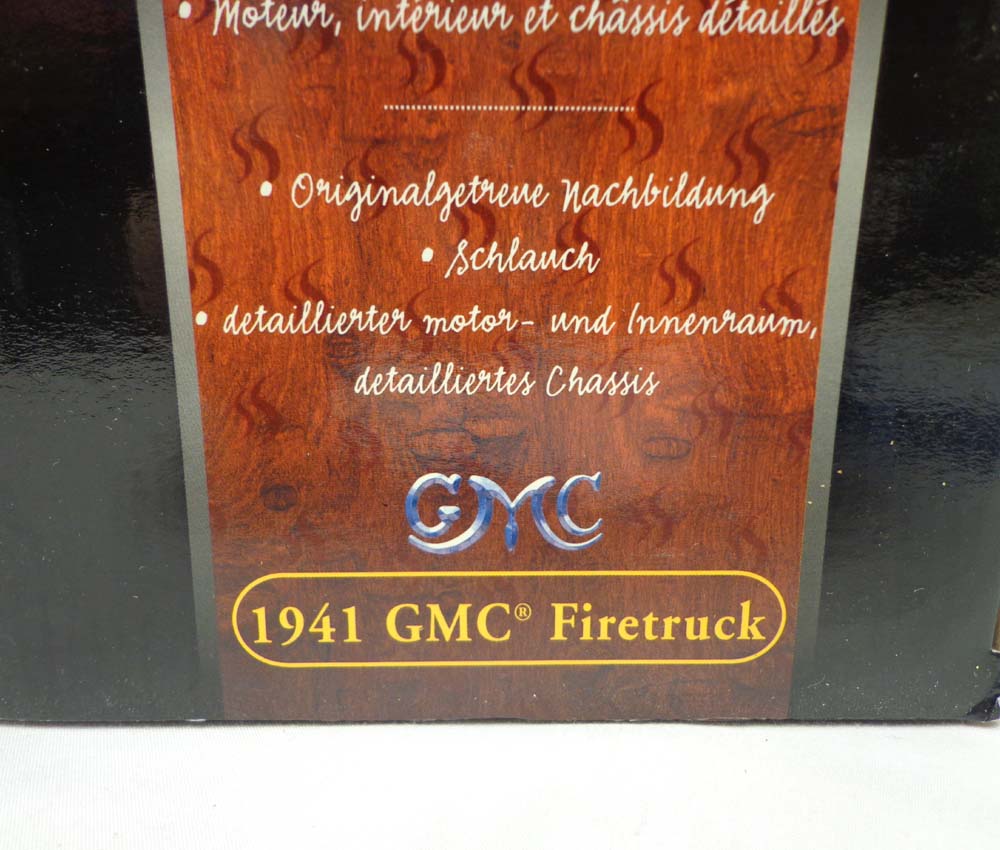 • Moteur, intérieur et châssis détaillés
• Originalgetreue Nachbildung
• Schlauch
• detaillierter motor- und Innenraum,
detailliertes Chassis
GMC
1941 GMC® Firetruck